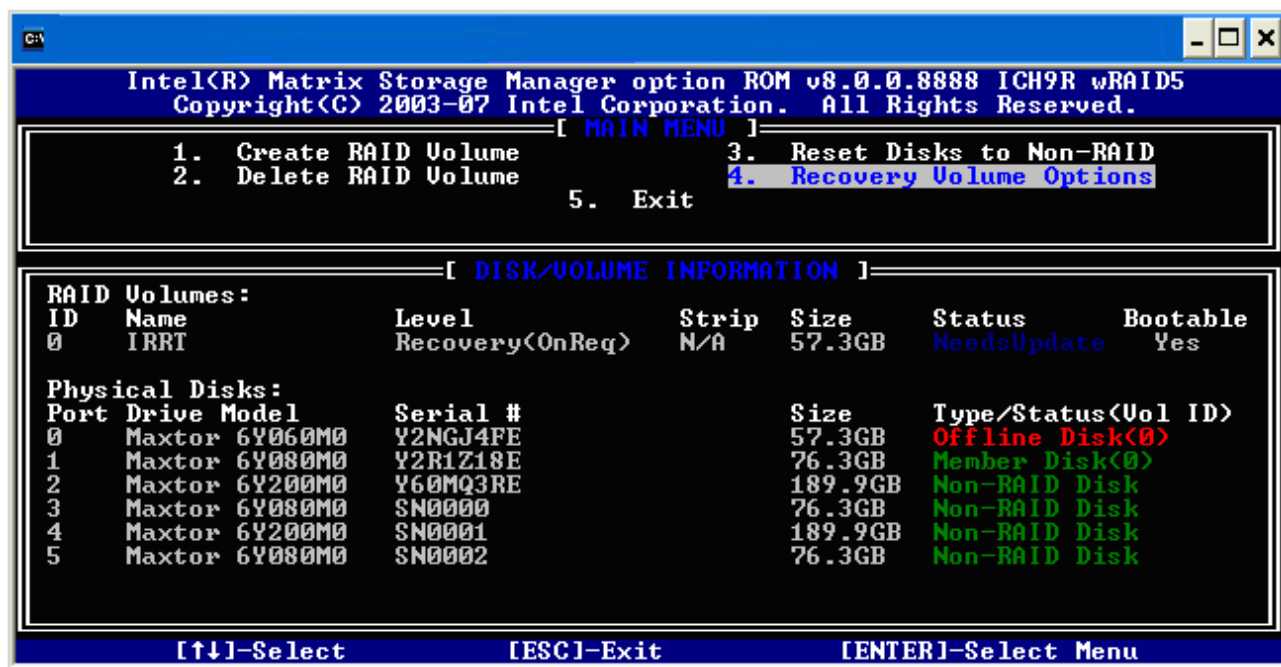 C:\
Intel(R) Matrix Storage Manager option ROM v8.0.0.8888 ICH9R wRAID5
Copyright(C) 2003-07 Intel Corporation. All Rights Reserved.
[ MAIN MENU ]
1. Create RAID Volume 3. Reset Disks to Non-RAID
2. Delete RAID Volume 4. Recovery Volume Options
5. Exit
[ DISK/VOLUME INFORMATION ]
RAID Volumes:
ID Name Level Strip Size Status Bootable
0 IRRT Recovery(OnReq) N/A 57.3GB NeedsUpdate Yes
Physical Disks:
Port Drive Model Serial # Size Type/Status(Vol ID)
0 Maxtor 6Y060M0 Y2NGJ4FE 57.3GB Offline Disk(0)
1 Maxtor 6Y080M0 Y2R1Z18E 76.3GB Member Disk(0)
2 Maxtor 6Y200M0 Y60MQ3RE 189.9GB Non-RAID Disk
3 Maxtor 6Y080M0 SN0000 76.3GB Non-RAID Disk
4 Maxtor 6Y200M0 SN0001 189.9GB Non-RAID Disk
5 Maxtor 6Y080M0 SN0002 76.3GB Non-RAID Disk
[↑↓]-Select [ESC]-Exit [ENTER]-Select Menu